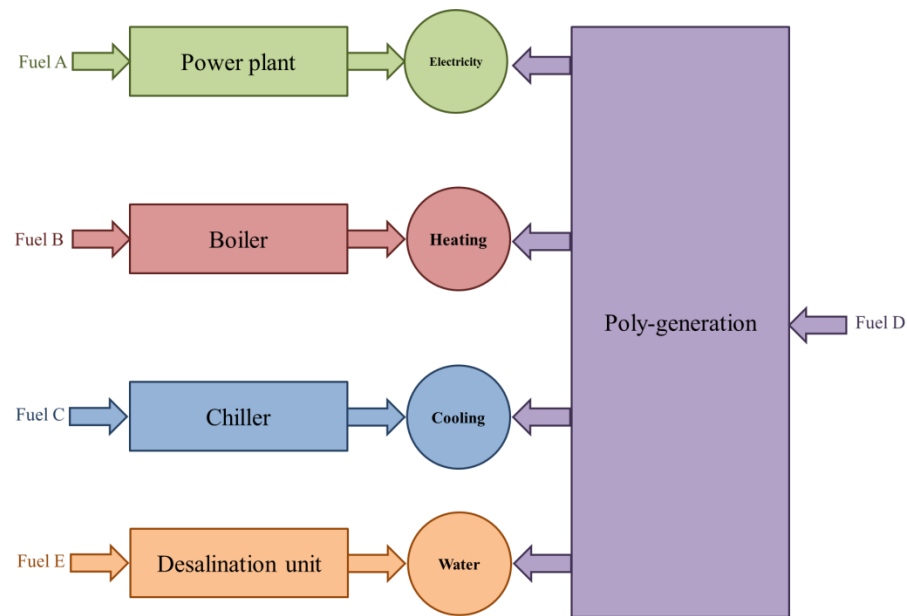 Fuel A
Power plant
Electricity
Fuel B
Boiler
Heating
Poly-generation
Fuel D
Fuel C
Chiller
Cooling
Fuel E
Desalination unit
Water